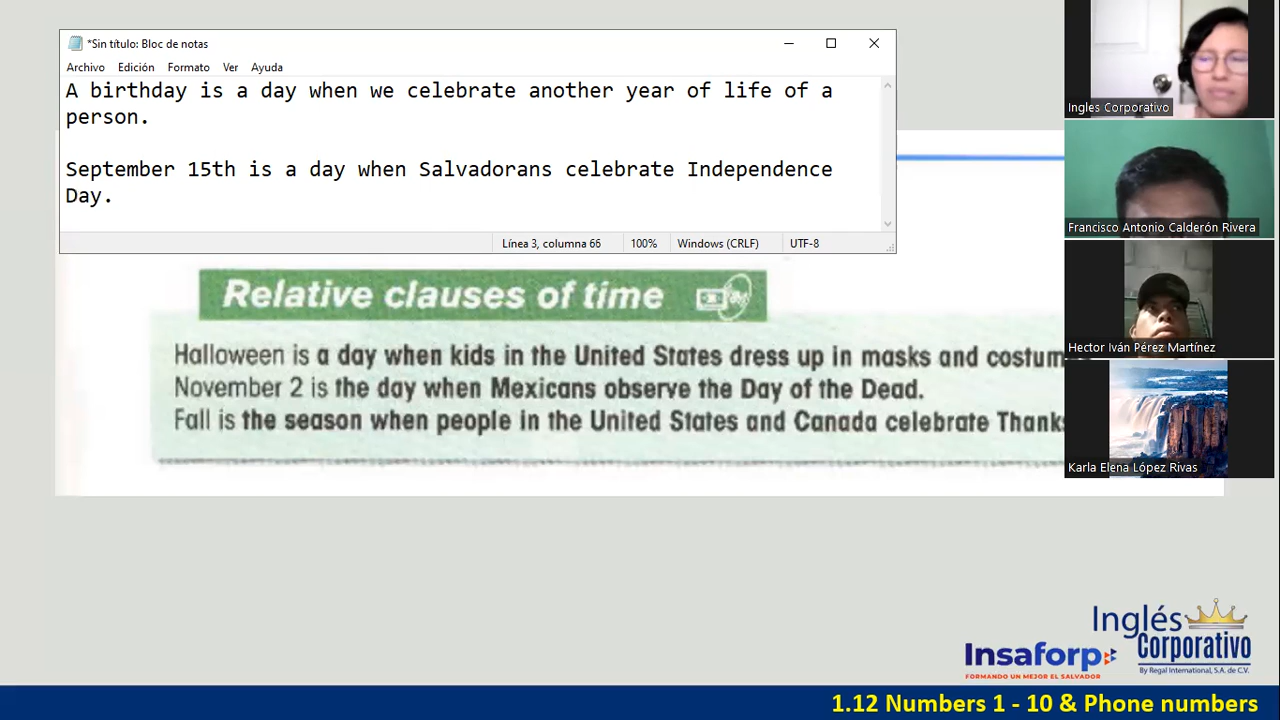 *Sin título: Bloc de notas
Archivo Edición Formato Ver Ayuda
A birthday is a day when we celebrate another year of life of a
person.
September 15th is a day when Salvadorans celebrate Independence
Day.
Línea 3, columna 66 100% Windows (CRLF) UTF-8
Relative clauses of time
Halloween is a day when kids in the United States dress up in masks and costum
November 2 is the day when Mexicans observe the Day of the Dead.
Fall is the season when people in the United States and Canada celebrate Thanks
Ingles Corporativo
Francisco Antonio Calderón Rivera
Hector Iván Pérez Martínez
Karla Elena López Rivas
Inglés
Corporativo
By Regal International, S.A. de C.V.
Insaforp
FORMANDO UN MEJOR EL SALVADOR
1.12 Numbers 1 - 10 & Phone numbers